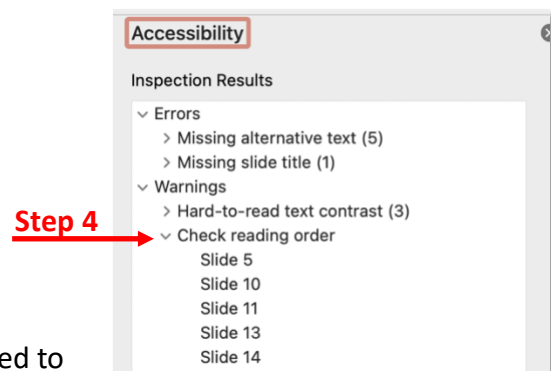 Accessibility
Inspection Results
Errors
Missing alternative text (5)
Missing slide title (1)
Warnings
Hard-to-read text contrast (3)
Step 4
Check reading order
Slide 5
Slide 10
Slide 11
Slide 13
Slide 14
ed to